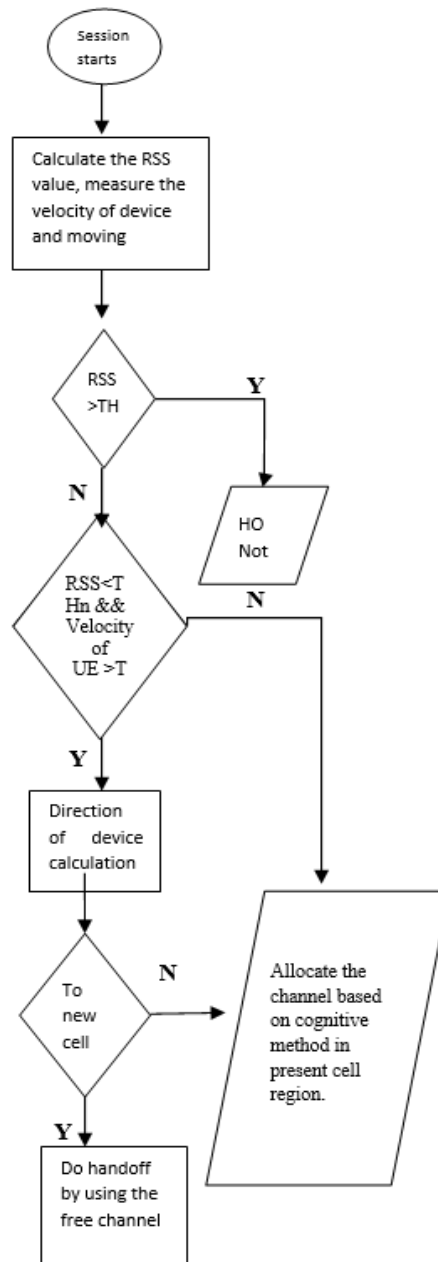 Session
starts
Calculate the RSS
value, measure the
velocity of device
and moving
RSS
>TH
Y
N
HO
Not
RSS<T
Hn &&
Velocity
of
UE >T
N
Y
Direction
of device
calculation
To
new
cell
N
Allocate the
channel based
on cognitive
method in
present cell
region.
Y
Do handoff
by using the
free channel